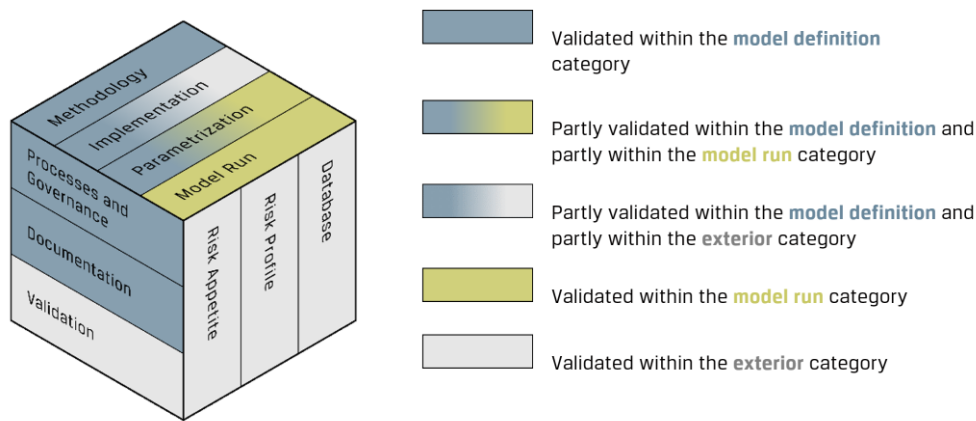 Methodology
Implementation
Parametrization
Model Run
Processes and
Governance
Documentation
Validation
Risk Appetite
Risk Profile
Database
Validated within the model definition
category
Partly validated within the model definition and
partly within the model run category
Partly validated within the model definition and
partly within the exterior category
Validated within the model run category
Validated within the exterior category